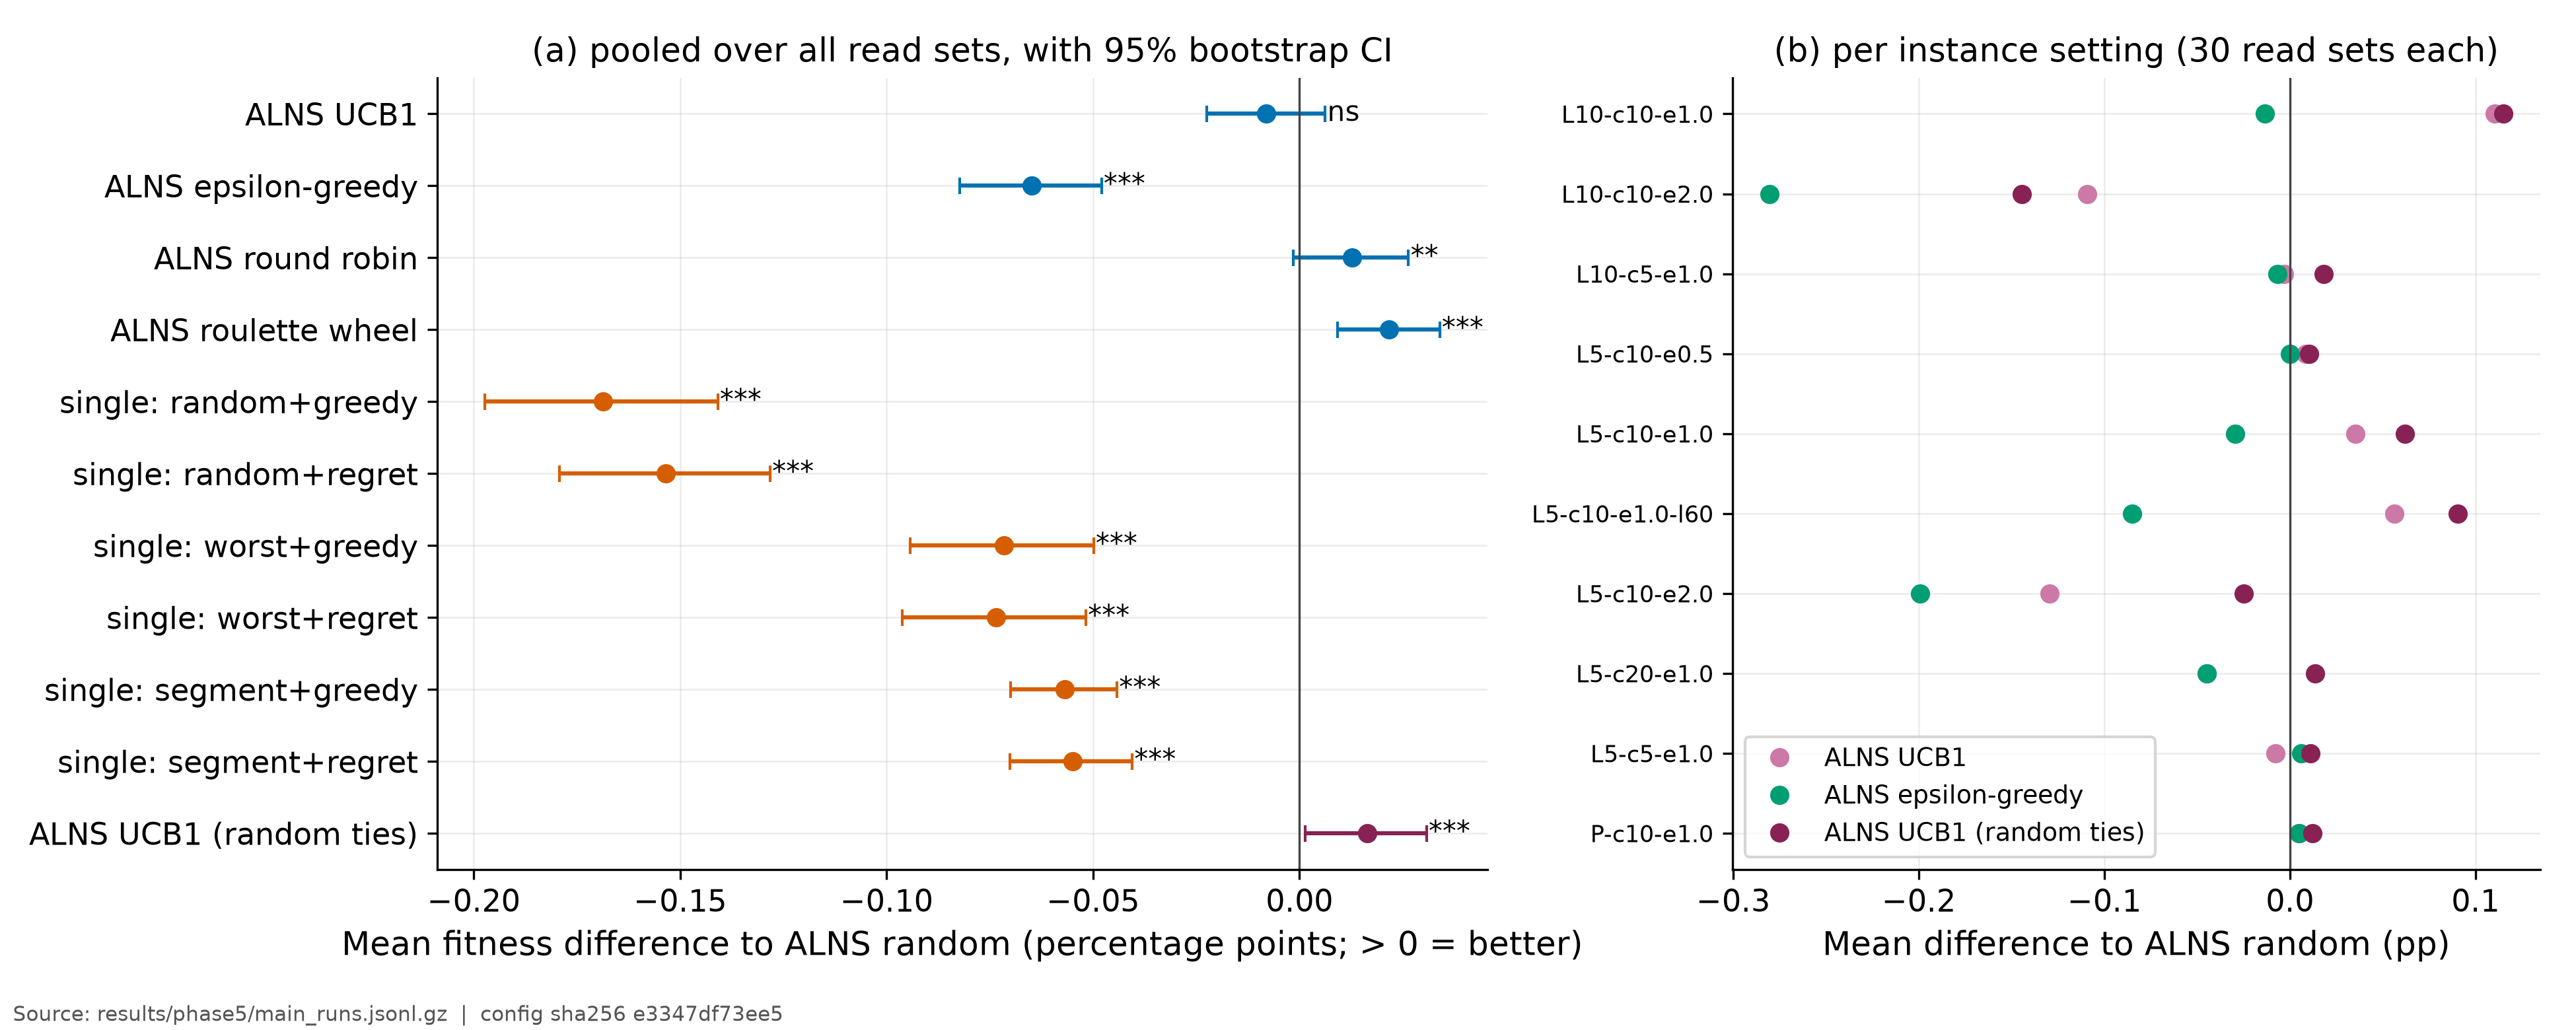 (a) pooled over all read sets, with 95% bootstrap CI
ALNS UCB1
ns
ALNS epsilon-greedy
***
ALNS round robin
**
ALNS roulette wheel
***
single: random+greedy
***
single: random+regret
***
single: worst+greedy
***
single: worst+regret
***
single: segment+greedy
***
single: segment+regret
***
ALNS UCB1 (random ties)
***
−0.20 −0.15 −0.10 −0.05 0.00
Mean fitness difference to ALNS random (percentage points; > 0 = better)
(b) per instance setting (30 read sets each)
L10-c10-e1.0
L10-c10-e2.0
L10-c5-e1.0
L5-c10-e0.5
L5-c10-e1.0
L5-c10-e1.0-l60
L5-c10-e2.0
L5-c20-e1.0
L5-c5-e1.0
P-c10-e1.0
ALNS UCB1
ALNS epsilon-greedy
ALNS UCB1 (random ties)
−0.3 −0.2 −0.1 0.0 0.1
Mean difference to ALNS random (pp)
Source: results/phase5/main_runs.jsonl.gz | config sha256 e3347df73ee5